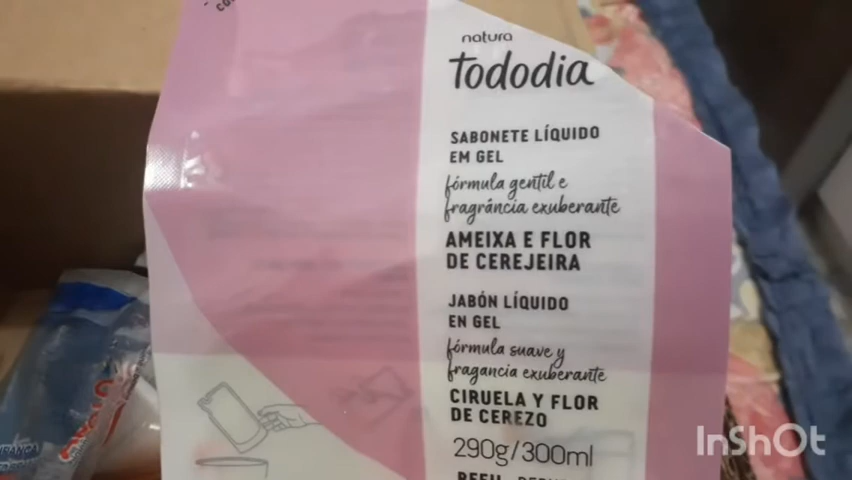 natura
tododia
SABONETE LÍQUIDO
EM GEL
fórmula gentil e
fragrância exuberante
AMEIXA E FLOR
DE CEREJEIRA
JABÓN LÍQUIDO
EN GEL
fórmula suave y
fragancia exuberante
CIRUELA Y FLOR
DE CEREZO
290g/300ml
InShOt